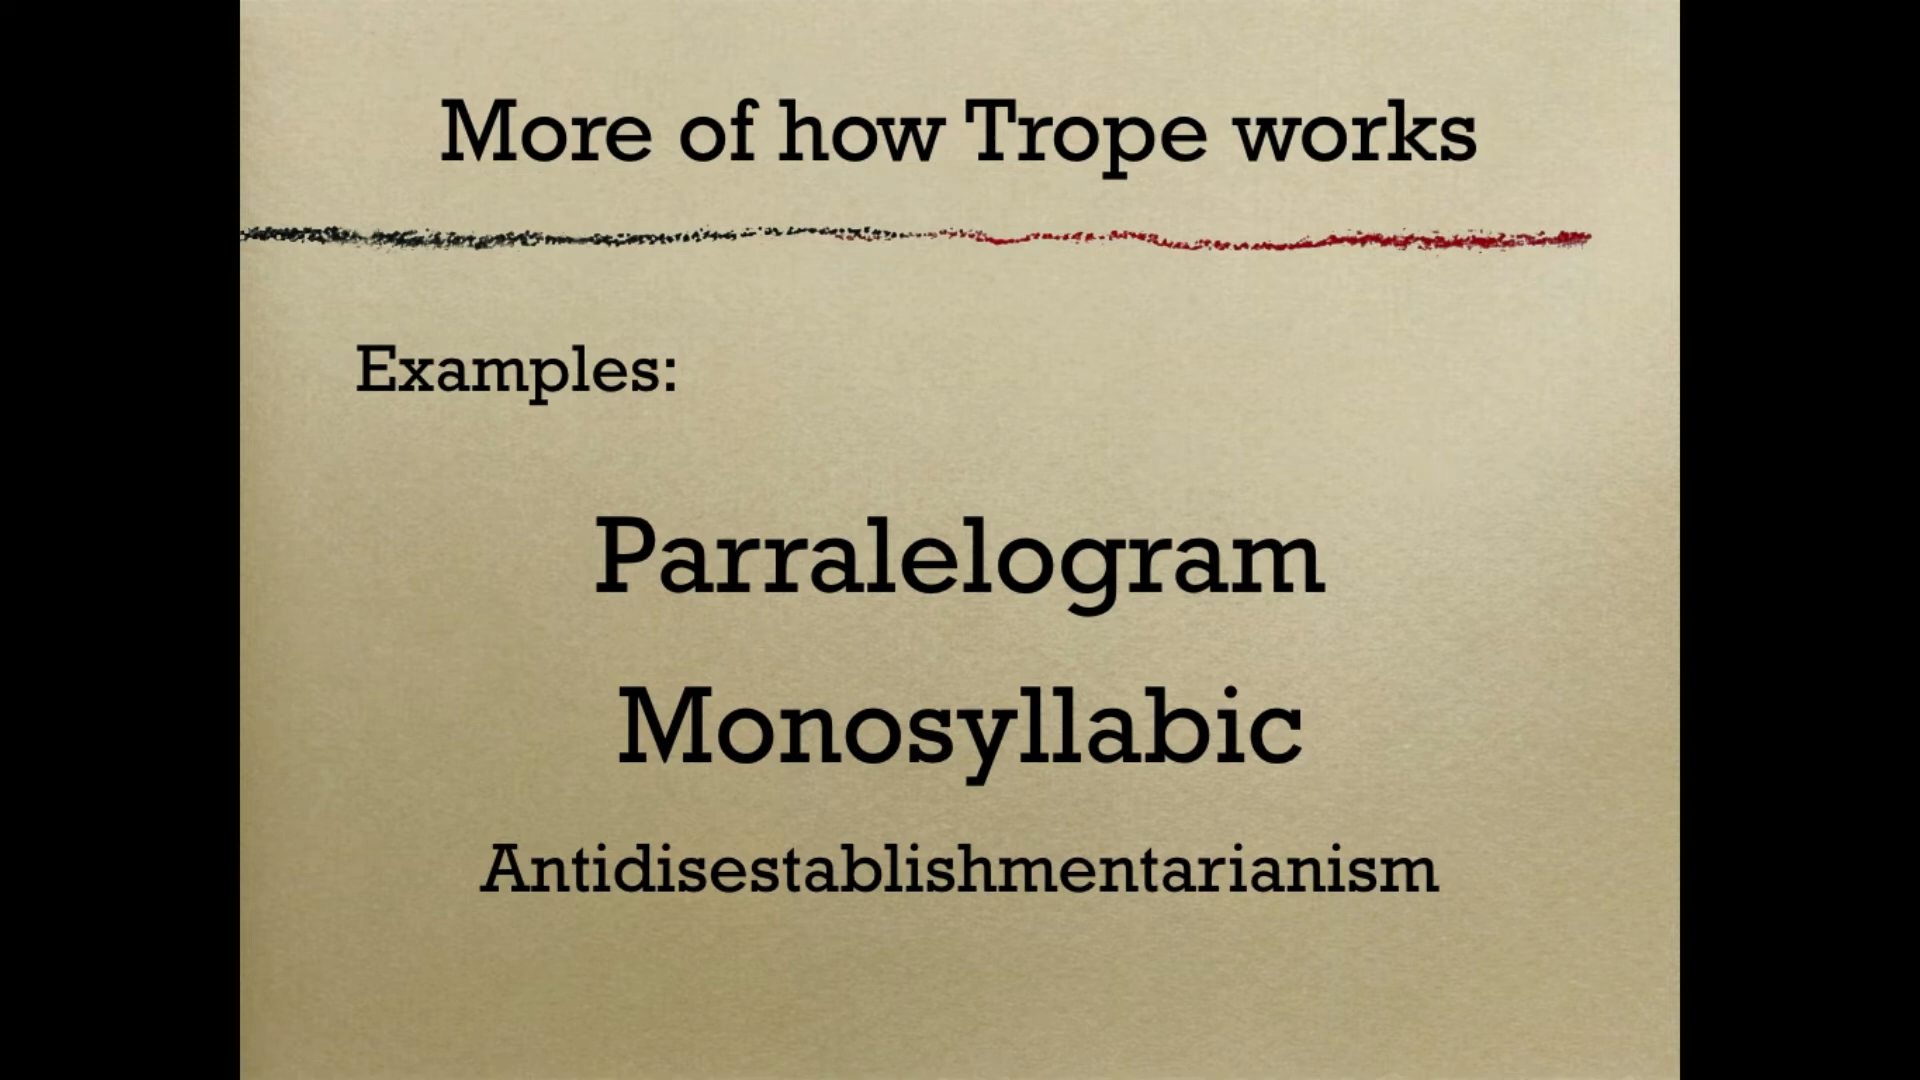 More of how Trope works
Examples:
Parralelogram
Monosyllabic
Antidisestablishmentarianism